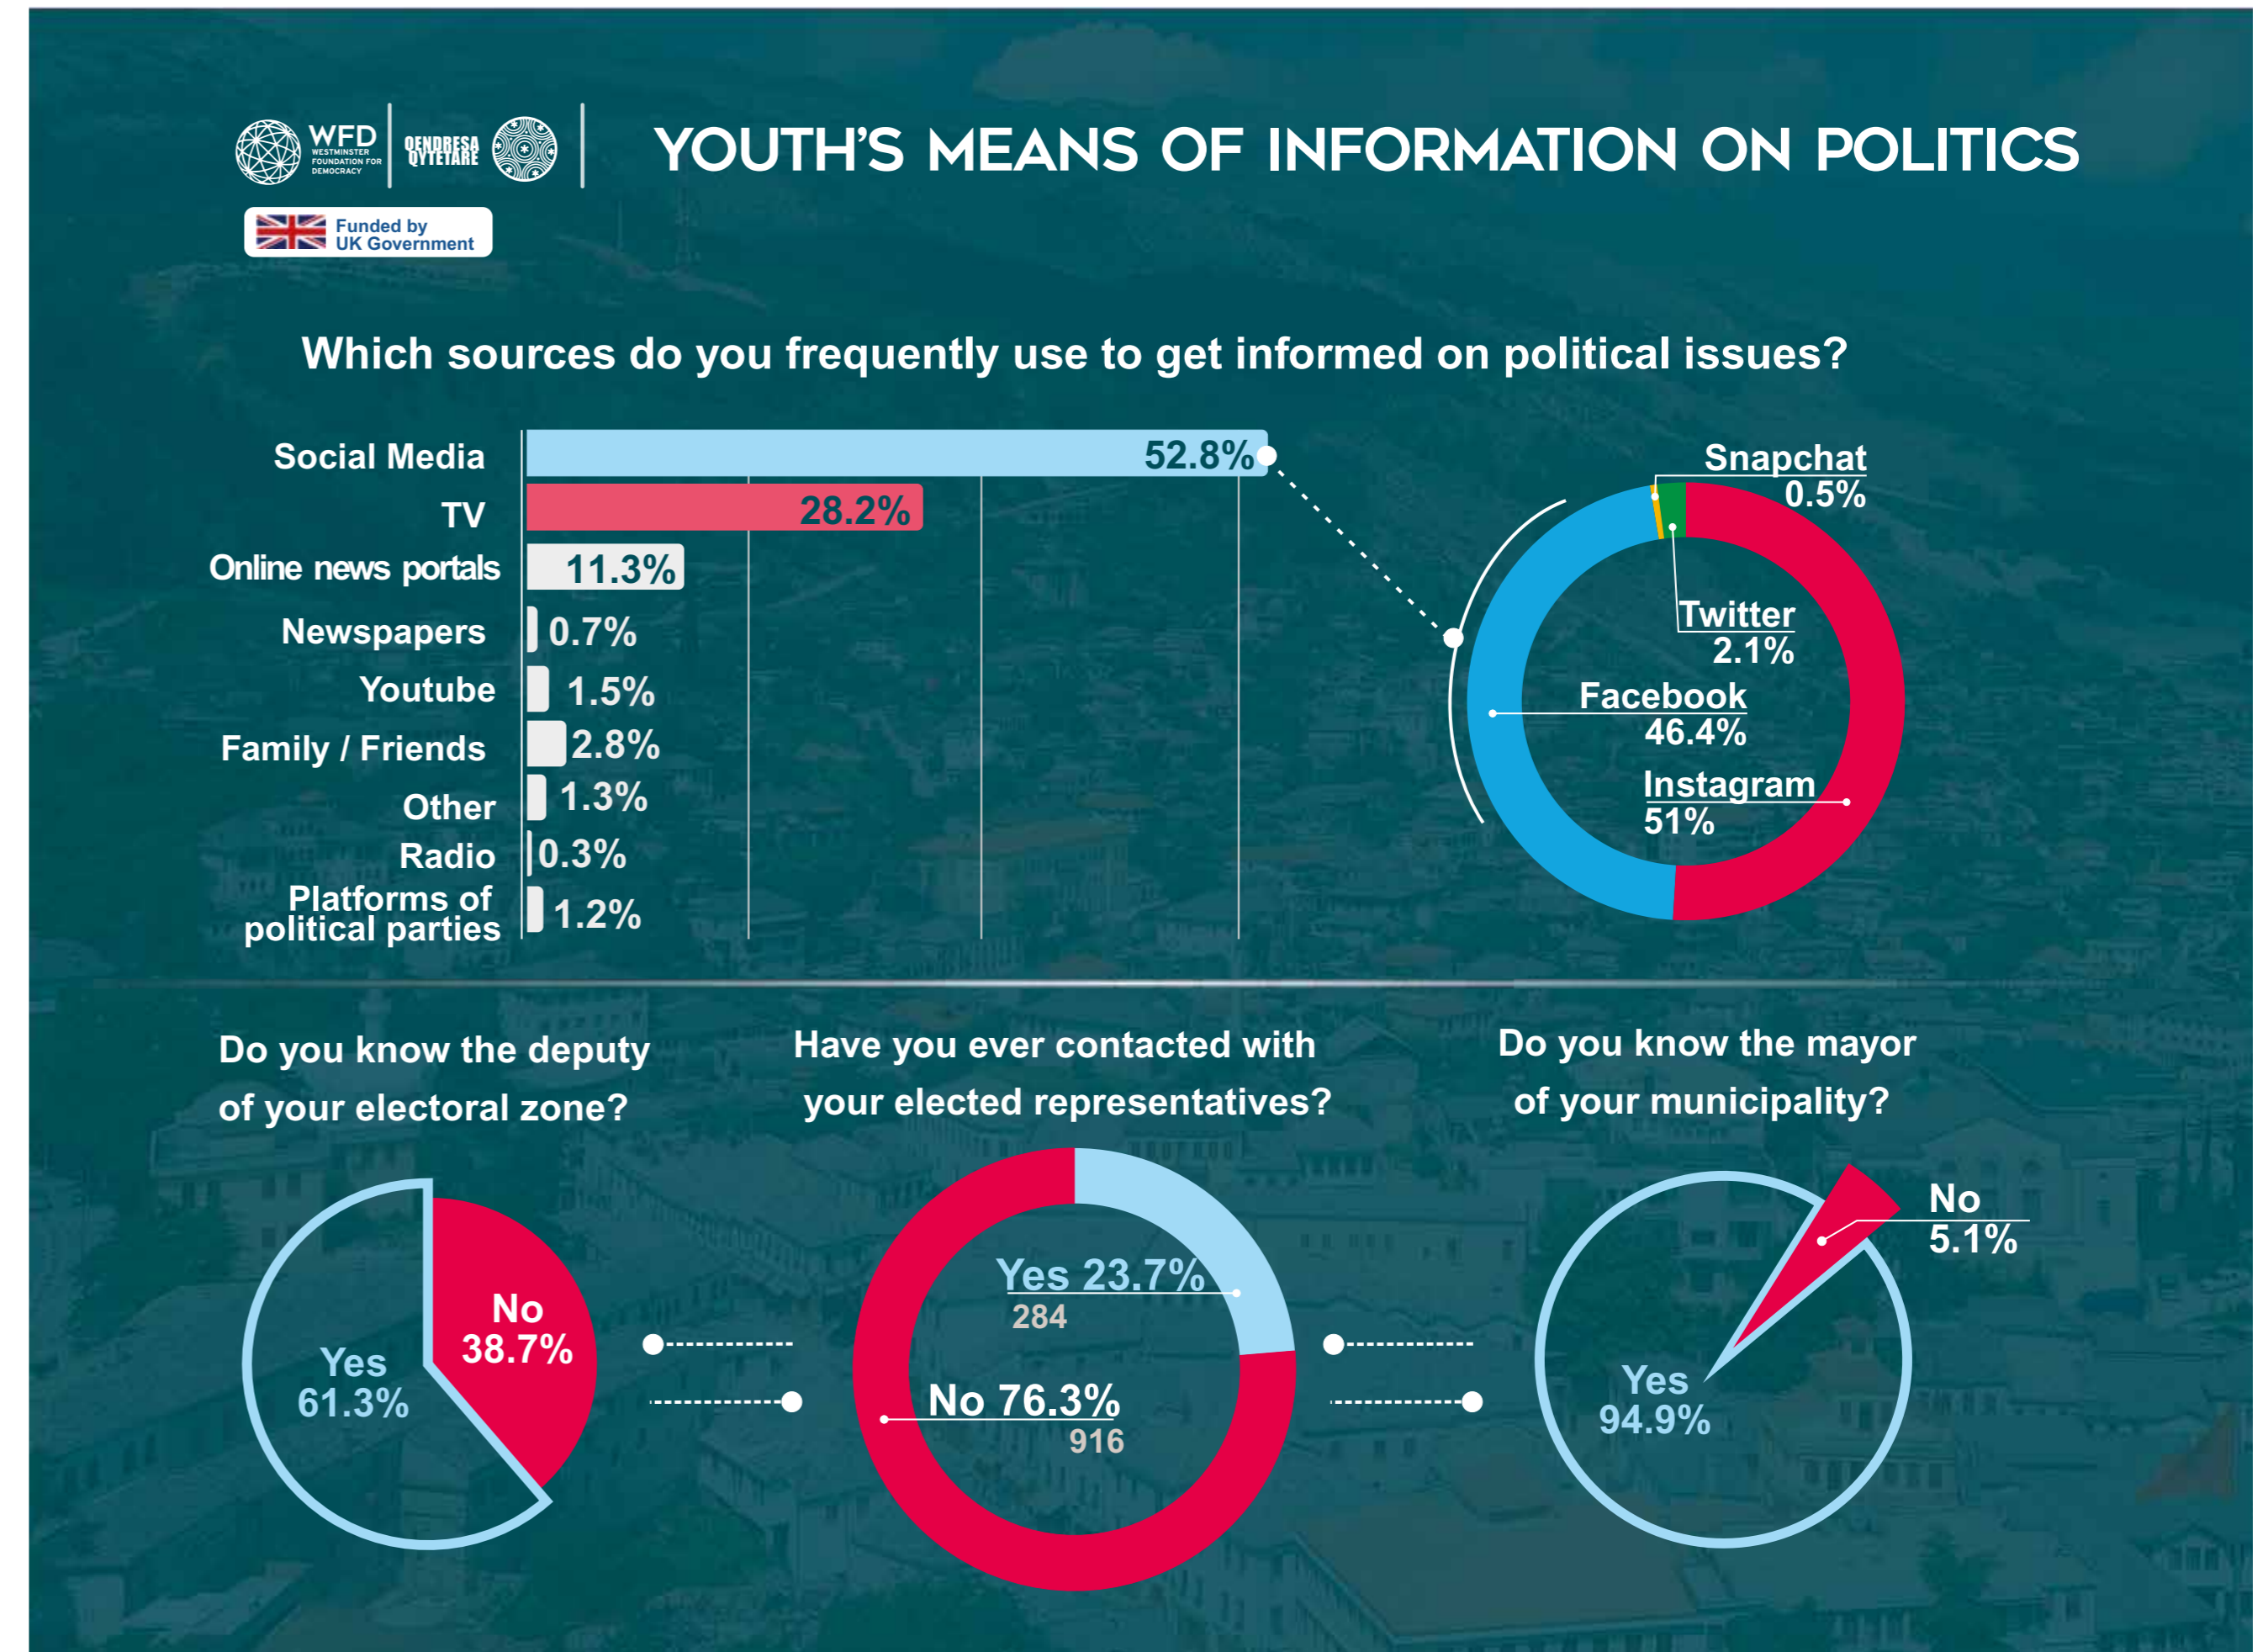 WFD
WESTMINSTER
FOUNDATION FOR
DEMOCRACY
QENDRESA
QYTETARE
YOUTH'S MEANS OF INFORMATION ON POLITICS
Funded by
UK Government
Which sources do you frequently use to get informed on political issues?
Social Media
52.8%
TV
28.2%
Online news portals
11.3%
Newspapers
0.7%
Youtube
1.5%
Family / Friends
2.8%
Other
1.3%
Radio
0.3%
Platforms of
political parties
1.2%
Snapchat
0.5%
Twitter
2.1%
Facebook
46.4%
Instagram
51%
Do you know the deputy
of your electoral zone?
No
38.7%
Yes
61.3%
Have you ever contacted with
your elected representatives?
Yes 23.7%
284
No 76.3%
916
Do you know the mayor
of your municipality?
No
5.1%
Yes
94.9%